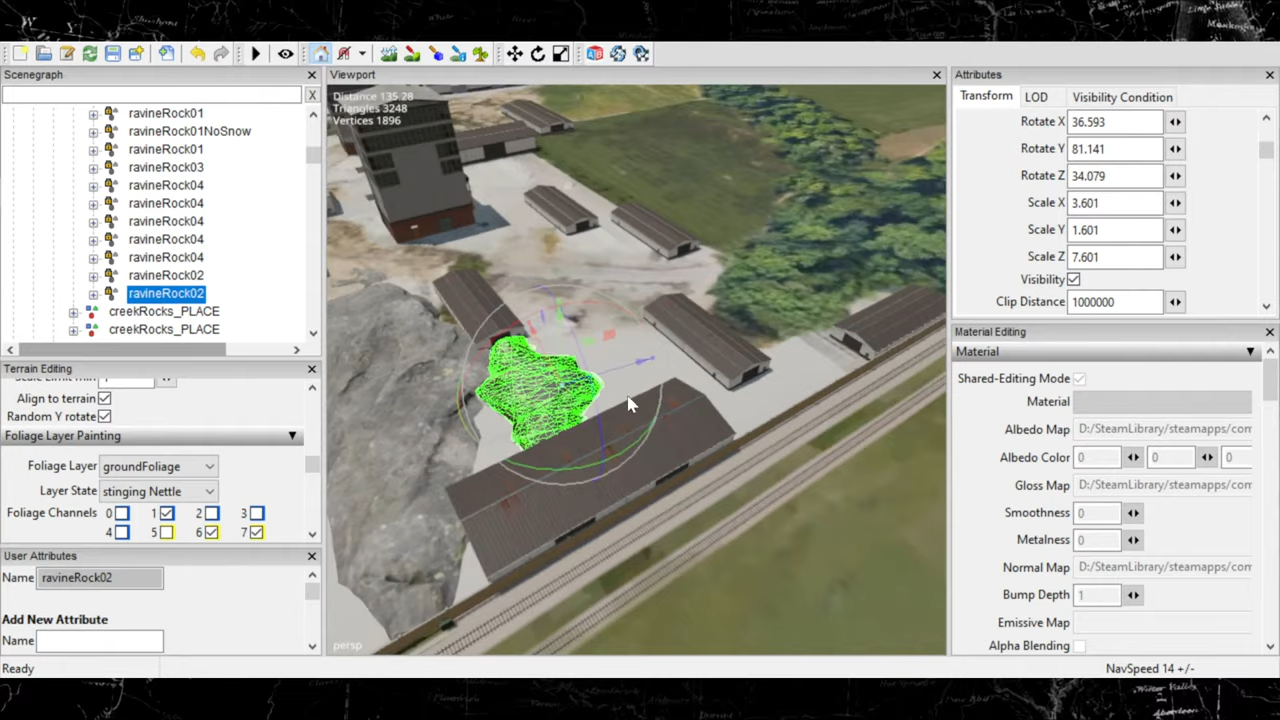 Scenegraph
X
ravineRock01
ravineRock01NoSnow
ravineRock01
ravineRock03
ravineRock04
ravineRock04
ravineRock04
ravineRock04
ravineRock04
ravineRock02
ravineRock02
creekRocks_PLACE
creekRocks_PLACE
Terrain Editing
Align to terrain
Random Y rotate
Foliage Layer Painting
Foliage Layer groundFoliage
Layer State stinging Nettle
Foliage Channels 0 1 2 3
4 5 6 7
User Attributes
Name ravineRock02
Add New Attribute
Name
Ready
Viewport
Distance 135.28
Triangles 3248
Vertices 1896
persp
Attributes
Transform LOD Visibility Condition
Rotate X 36.593
Rotate Y 81.141
Rotate Z 34.079
Scale X 3.601
Scale Y 1.601
Scale Z 7.601
Visibility
Clip Distance 1000000
Material Editing
Material
Shared-Editing Mode
Material
Albedo Map D:/SteamLibrary/steamapps/com
Albedo Color 0 0 0
Gloss Map D:/SteamLibrary/steamapps/com
Smoothness 0
Metalness 0
Normal Map D:/SteamLibrary/steamapps/com
Bump Depth 1
Emissive Map
Alpha Blending
NavSpeed 14 +/-